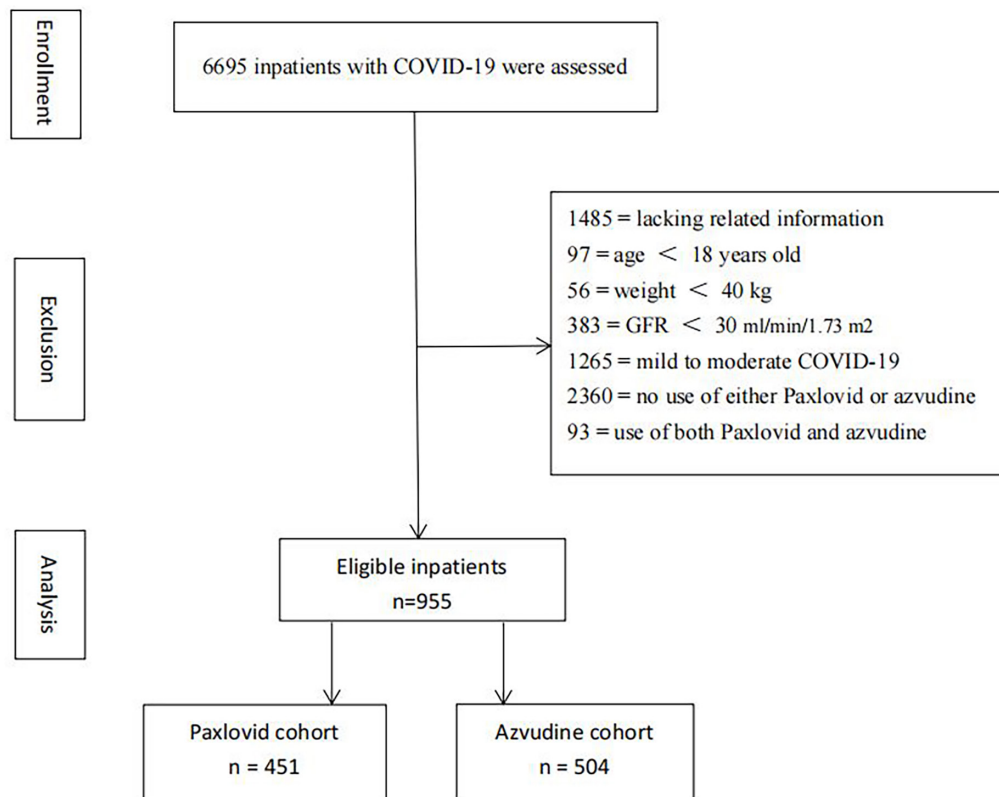 Enrollment
6695 inpatients with COVID-19 were assessed
Exclusion
1485 = lacking related information
97 = age < 18 years old
56 = weight < 40 kg
383 = GFR < 30 ml/min/1.73 m2
1265 = mild to moderate COVID-19
2360 = no use of either Paxlovid or azvudine
93 = use of both Paxlovid and azvudine
Analysis
Eligible inpatients
n=955
Paxlovid cohort
n = 451
Azvudine cohort
n = 504